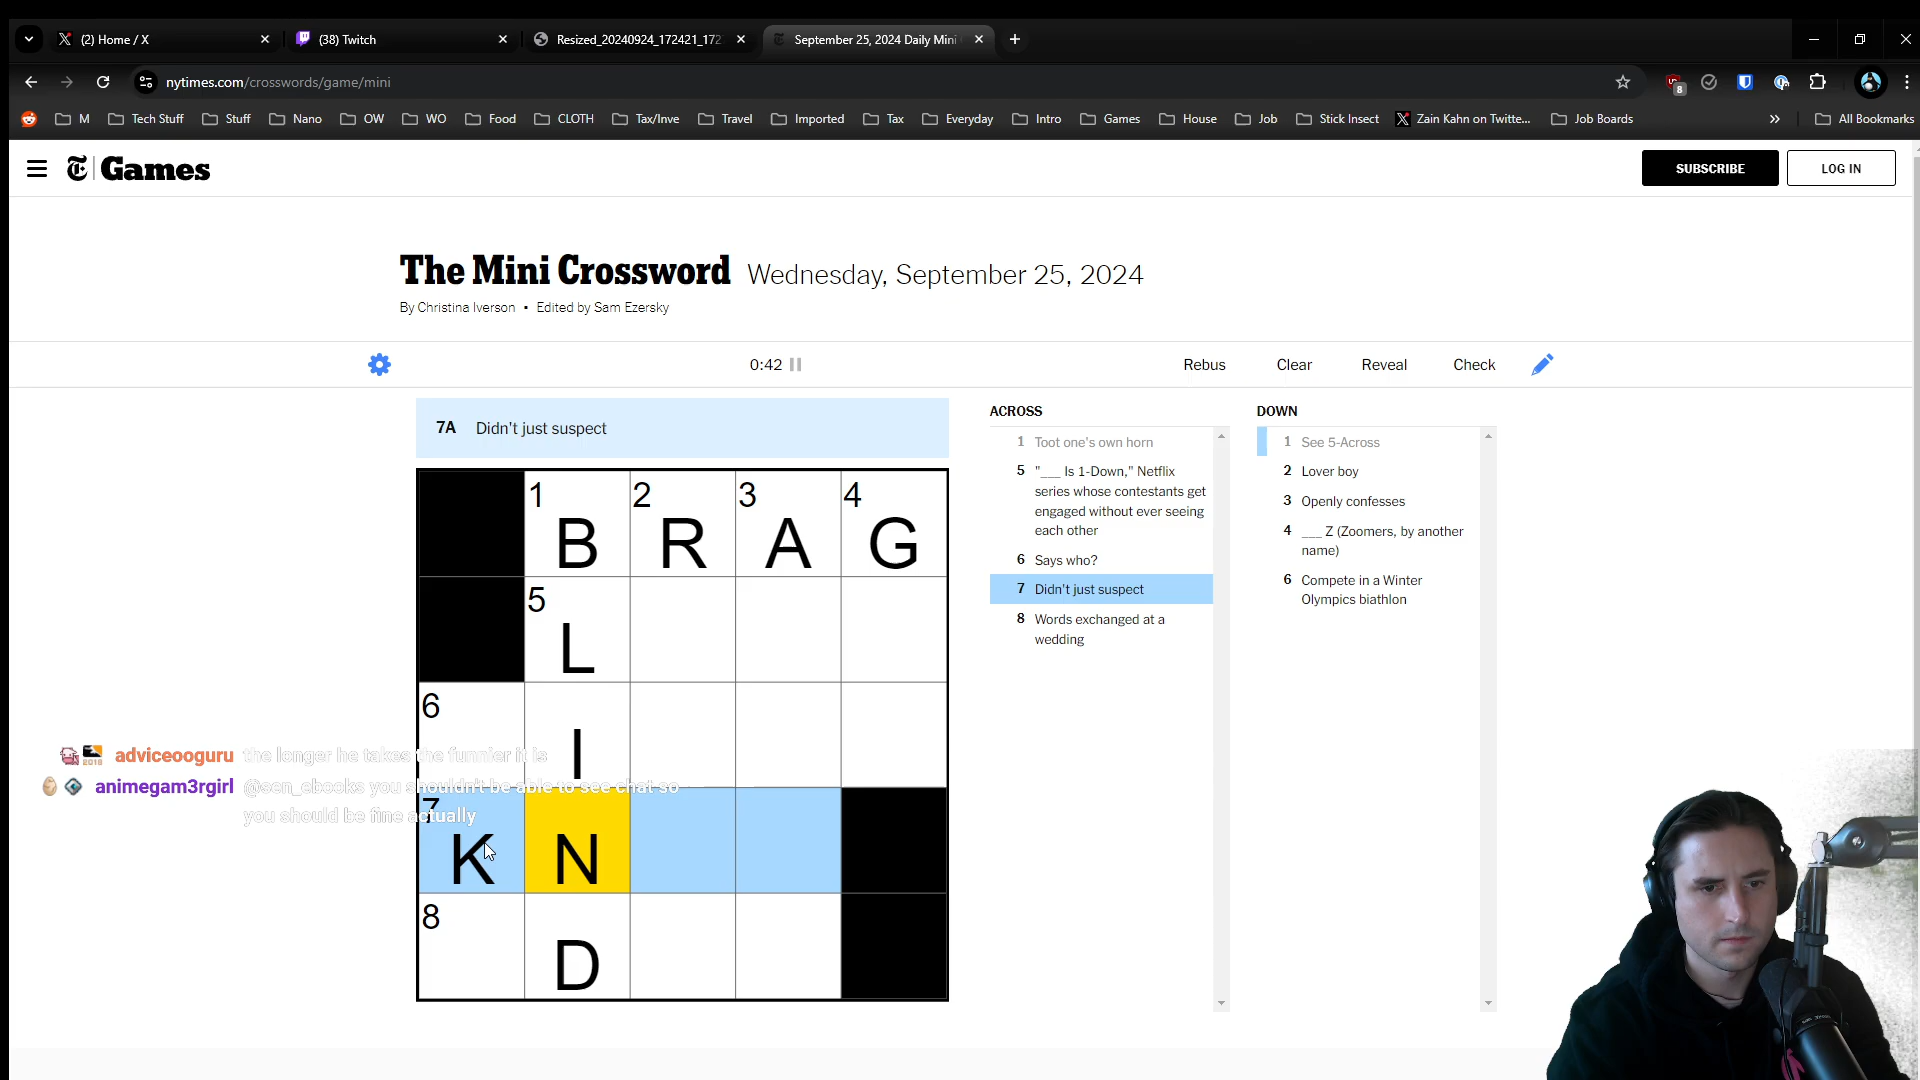 (2) Home / X
(38) Twitch
Resized_20240924_172421_172
September 25, 2024 Daily Mini
nytimes.com/crosswords/game/mini
8
M
Tech Stuff
Stuff
Nano
OW
WO
Food
CLOTH
Tax/Inve
Travel
Imported
Tax
Everyday
Intro
Games
House
Job
Stick Insect
Zain Kahn on Twitte...
Job Boards
All Bookmarks
Games
SUBSCRIBE
LOG IN
The Mini Crossword Wednesday, September 25, 2024
By Christina Iverson • Edited by Sam Ezersky
0:42
Rebus
Clear
Reveal
Check
7A Didn't just suspect
1 B
2 R
3 A
4 G
5 L
6
I
7 K
N
8
D
ACROSS
1 Toot one's own horn
5 "___ Is 1-Down," Netflix
series whose contestants get
engaged without ever seeing
each other
6 Says who?
7 Didn't just suspect
8 Words exchanged at a
wedding
DOWN
1 See 5-Across
2 Lover boy
3 Openly confesses
4 ___ Z (Zoomers, by another
name)
6 Compete in a Winter
Olympics biathlon
adviceooguru the longer he takes the funnier it is
animegam3rgirl @sen_ebooks you shouldn't be able to see chat so
you should be fine actually